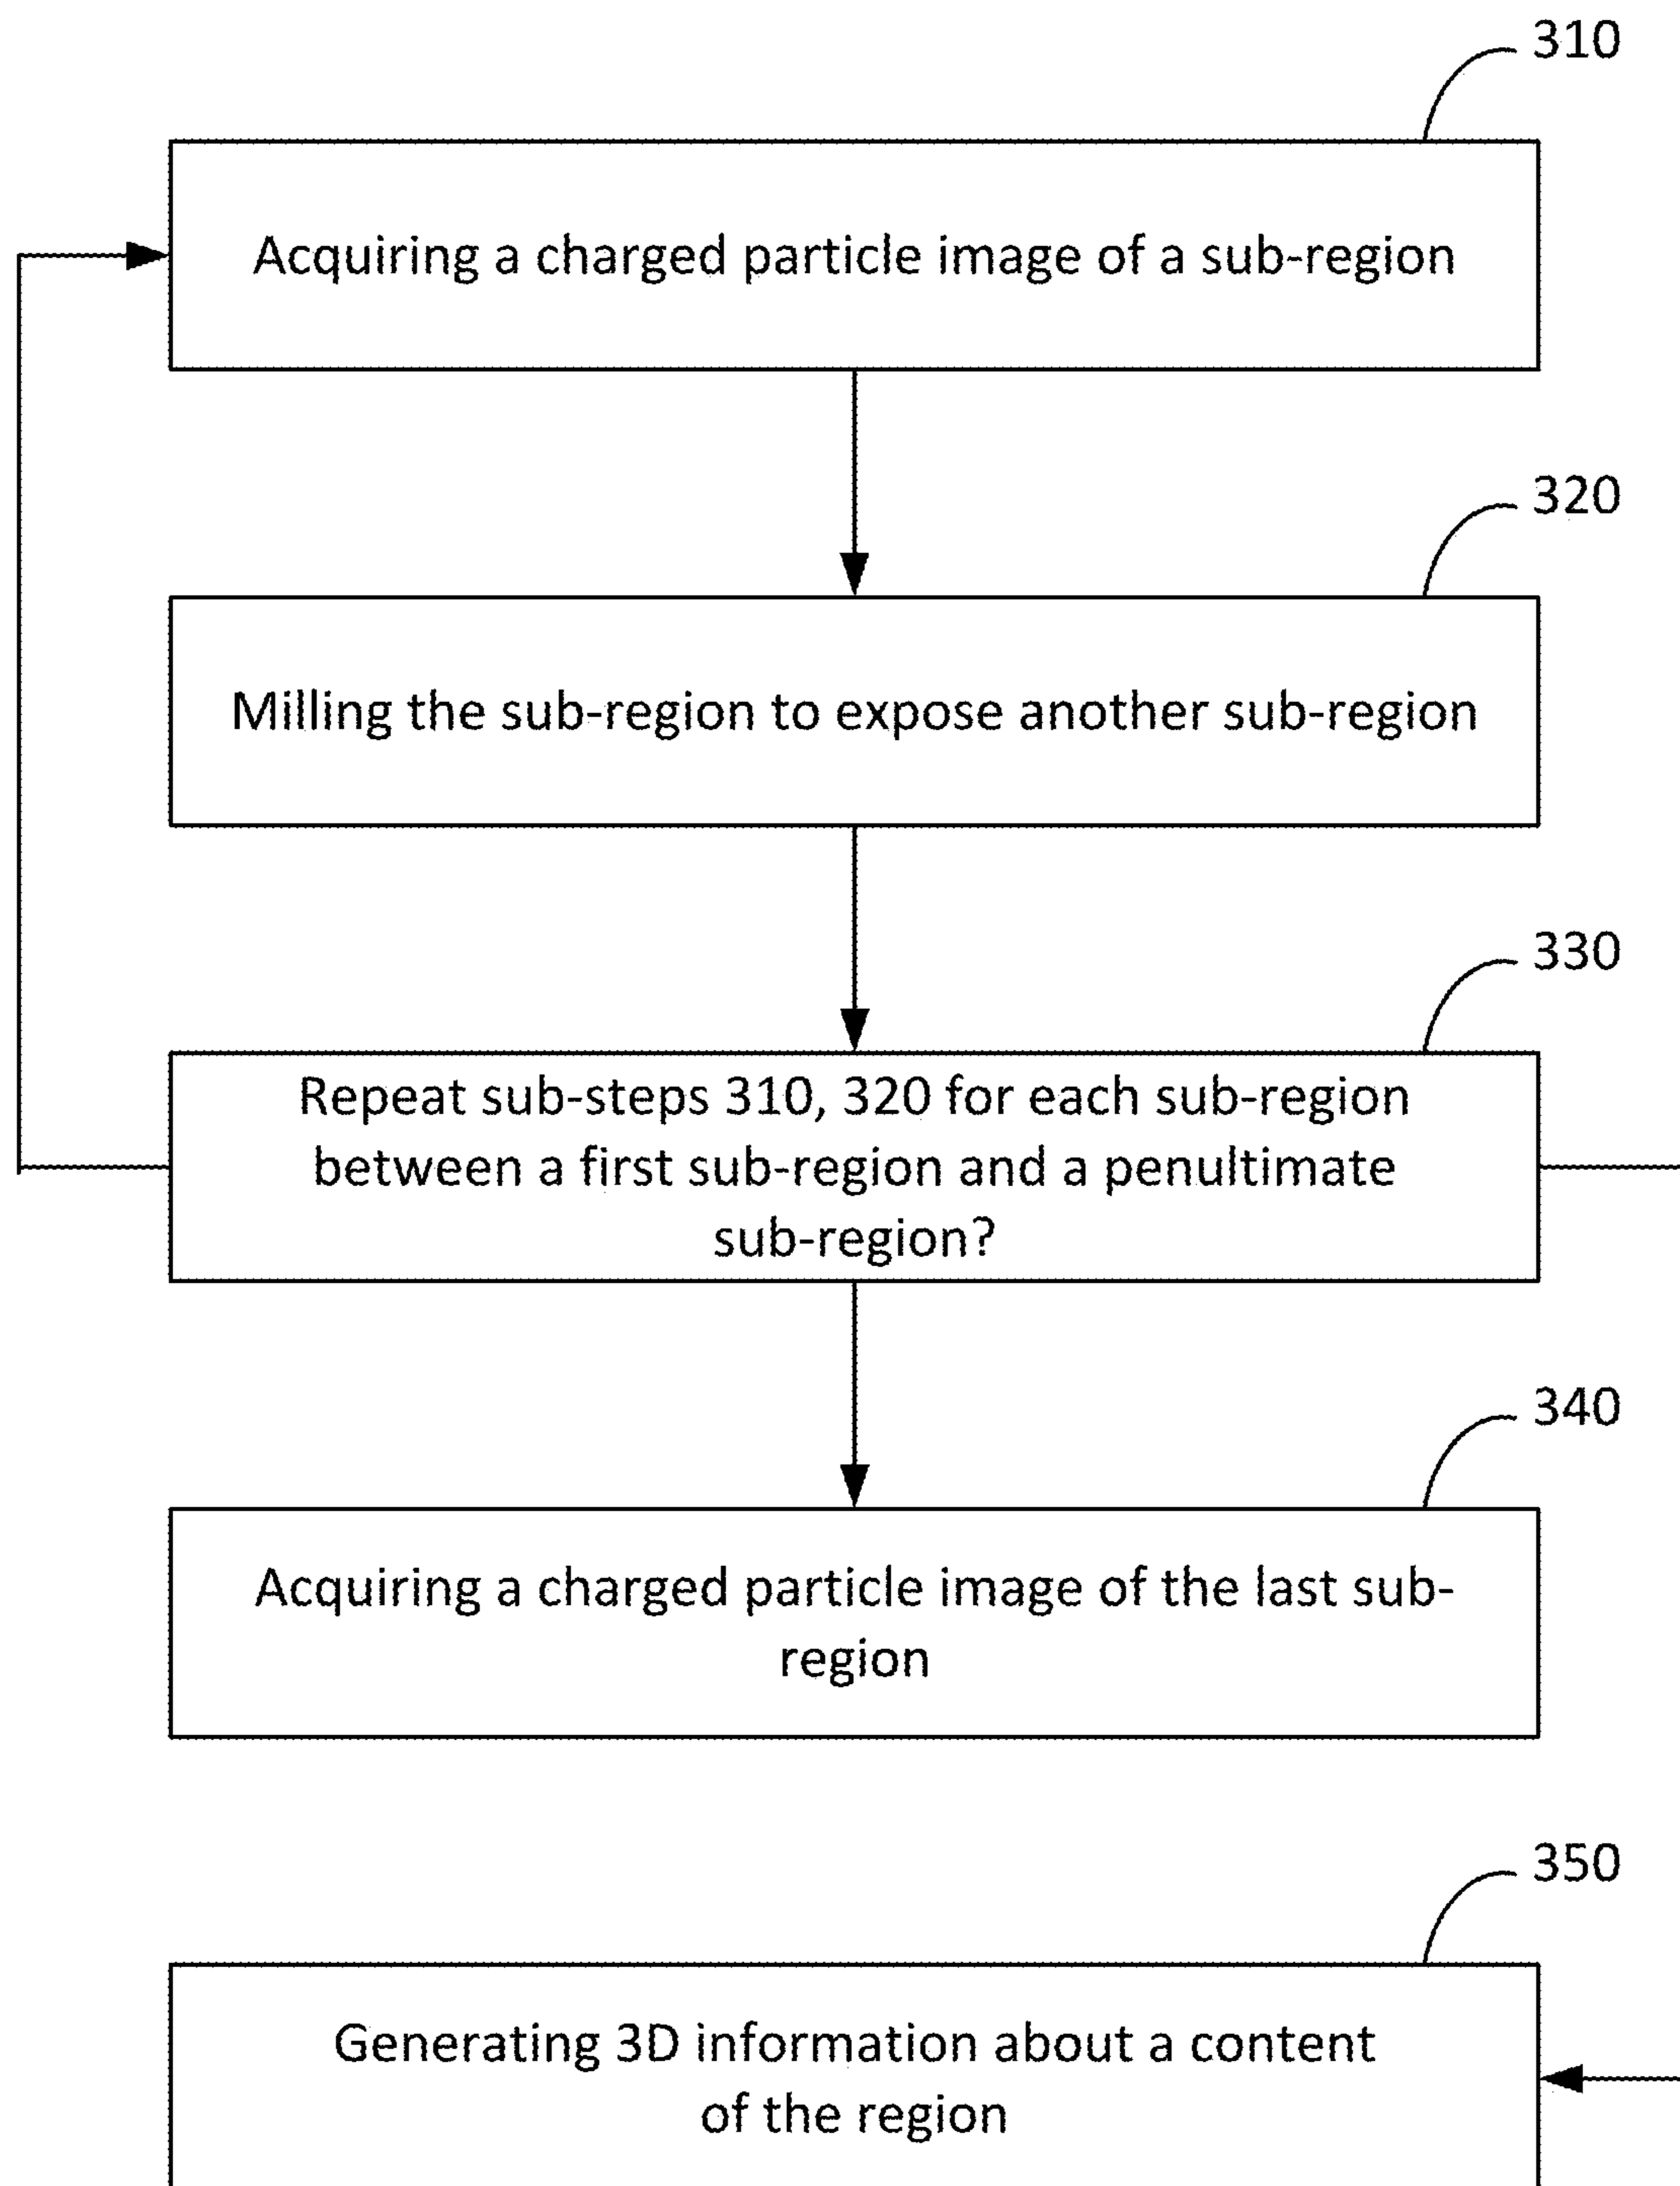 310
Acquiring a charged particle image of a sub-region
320
Milling the sub-region to expose another sub-region
330
Repeat sub-steps 310, 320 for each sub-region
between a first sub-region and a penultimate
sub-region?
340
Acquiring a charged particle image of the last sub-
region
350
Generating 3D information about a content
of the region